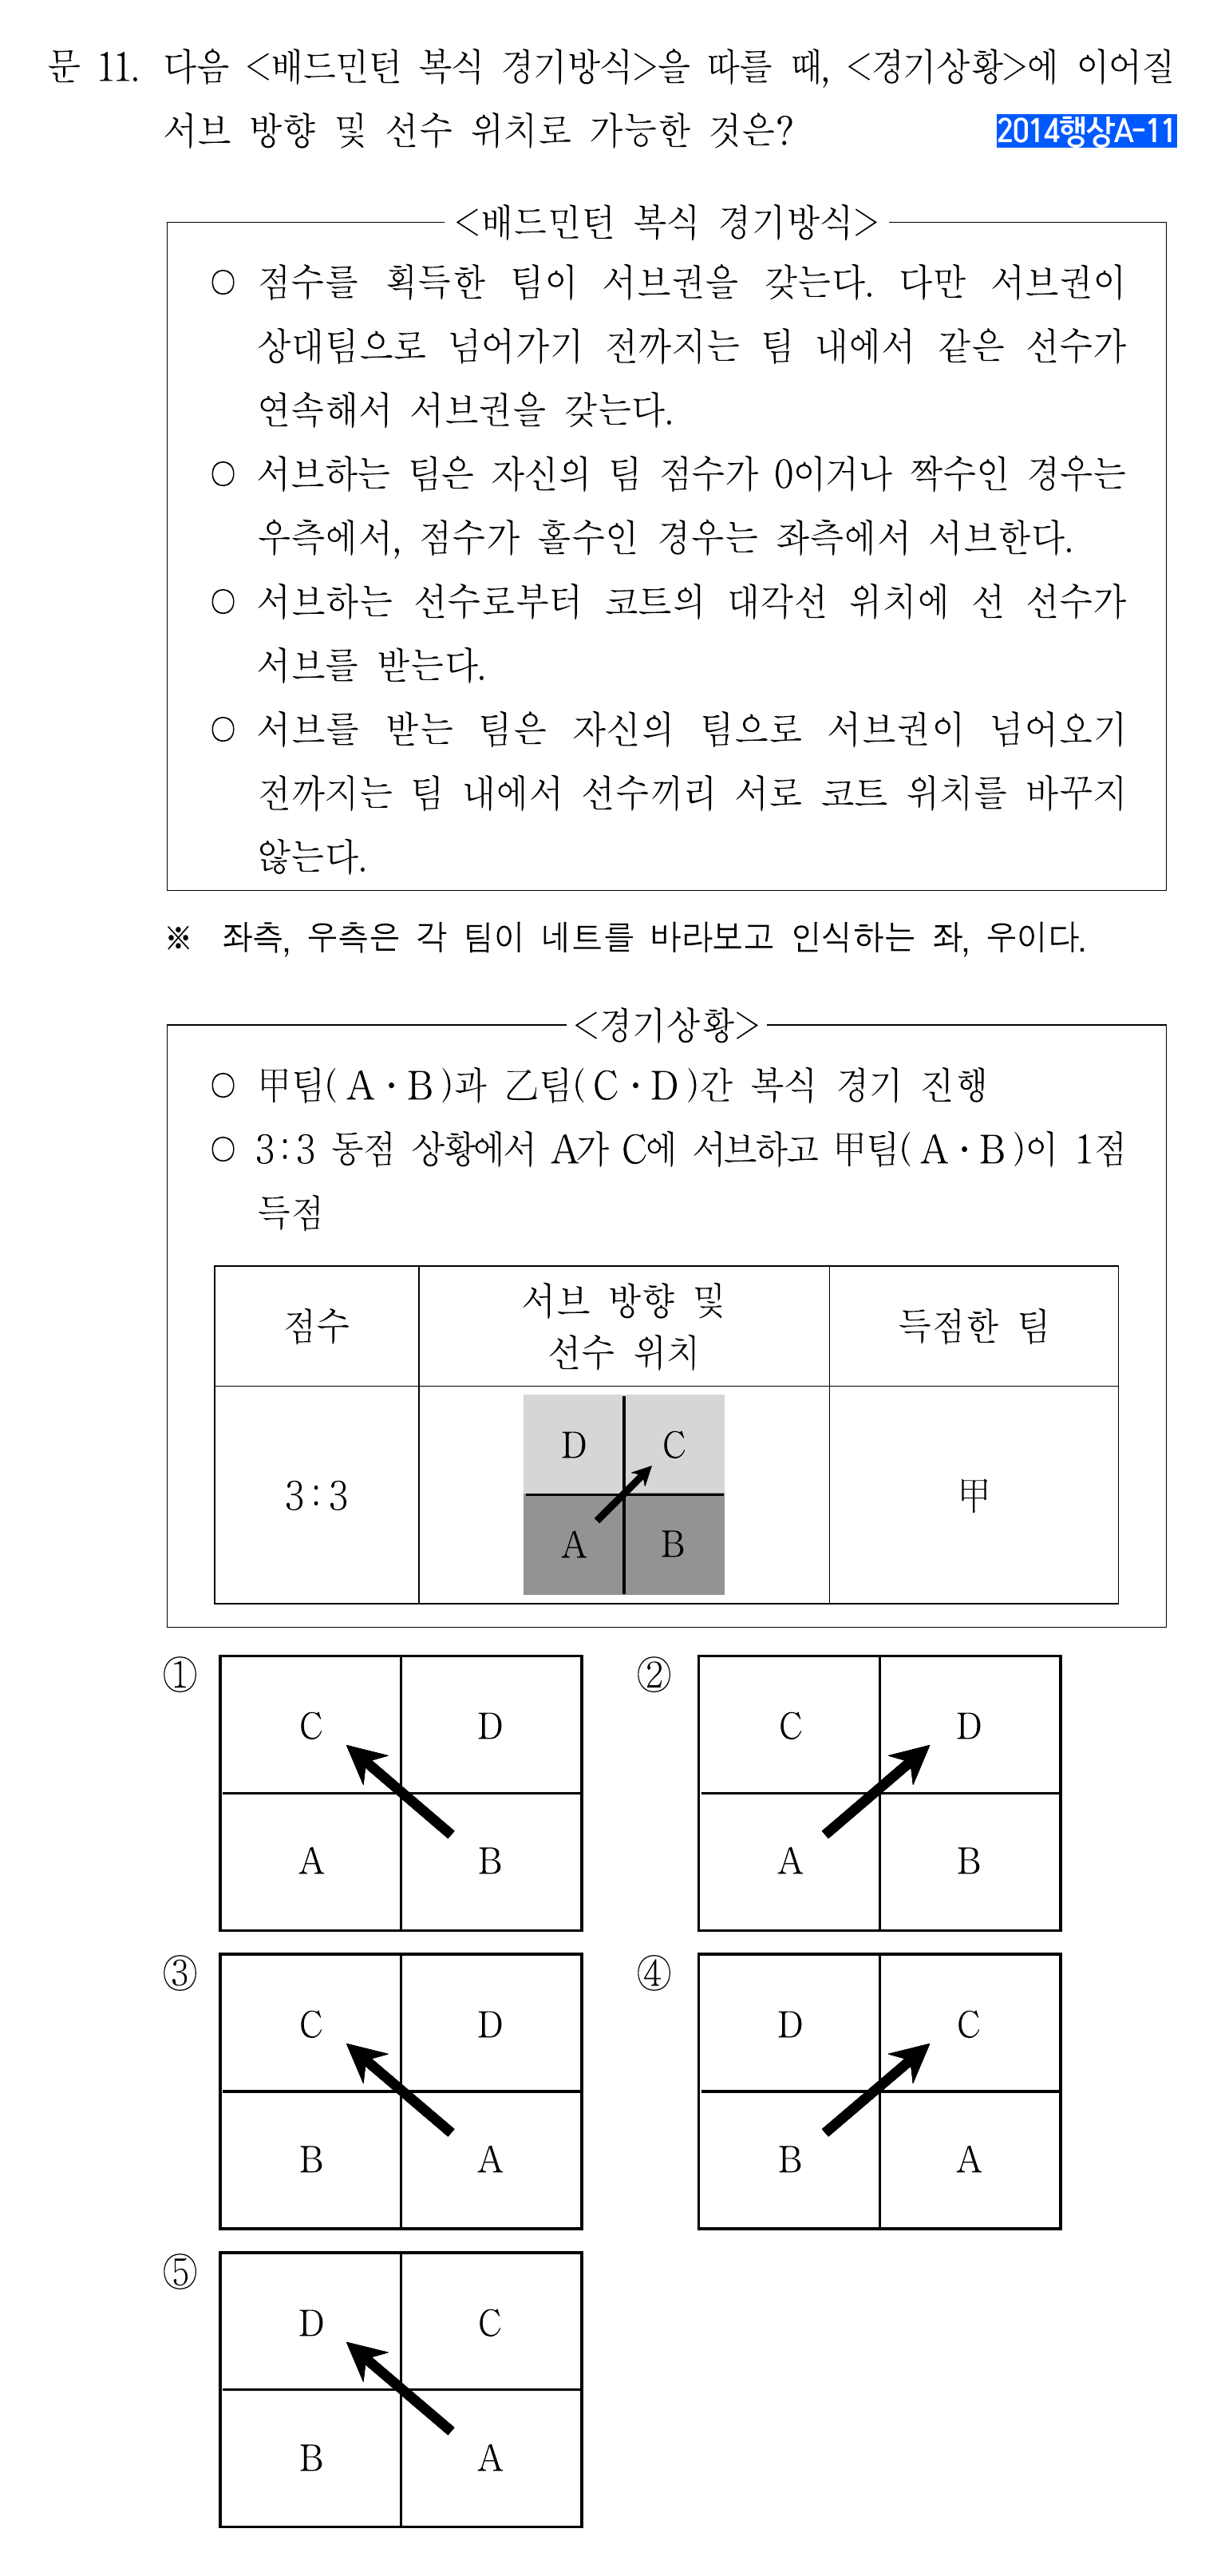 문 11. 다음 <배드민턴 복식 경기방식>을 따를 때, <경기상황>에 이어질
서브 방향 및 선수 위치로 가능한 것은?
2014행상A-11
<배드민턴 복식 경기방식>
○ 점수를 획득한 팀이 서브권을 갖는다. 다만 서브권이
상대팀으로 넘어가기 전까지는 팀 내에서 같은 선수가
연속해서 서브권을 갖는다.
○ 서브하는 팀은 자신의 팀 점수가 0이거나 짝수인 경우는
우측에서, 점수가 홀수인 경우는 좌측에서 서브한다.
○ 서브하는 선수로부터 코트의 대각선 위치에 선 선수가
서브를 받는다.
○ 서브를 받는 팀은 자신의 팀으로 서브권이 넘어오기
전까지는 팀 내에서 선수끼리 서로 코트 위치를 바꾸지
않는다.
※ 좌측, 우측은 각 팀이 네트를 바라보고 인식하는 좌, 우이다.
<경기상황>
○ 甲팀(A·B)과 乙팀(C·D)간 복식 경기 진행
○ 3:3 동점 상황에서 A가 C에 서브하고 甲팀(A·B)이 1점
득점
점수
서브 방향 및
선수 위치
득점한 팀
3:3
D C
A B
甲
①
C D
A B
②
C D
A B
③
C D
B A
④
D C
B A
⑤
D C
B A